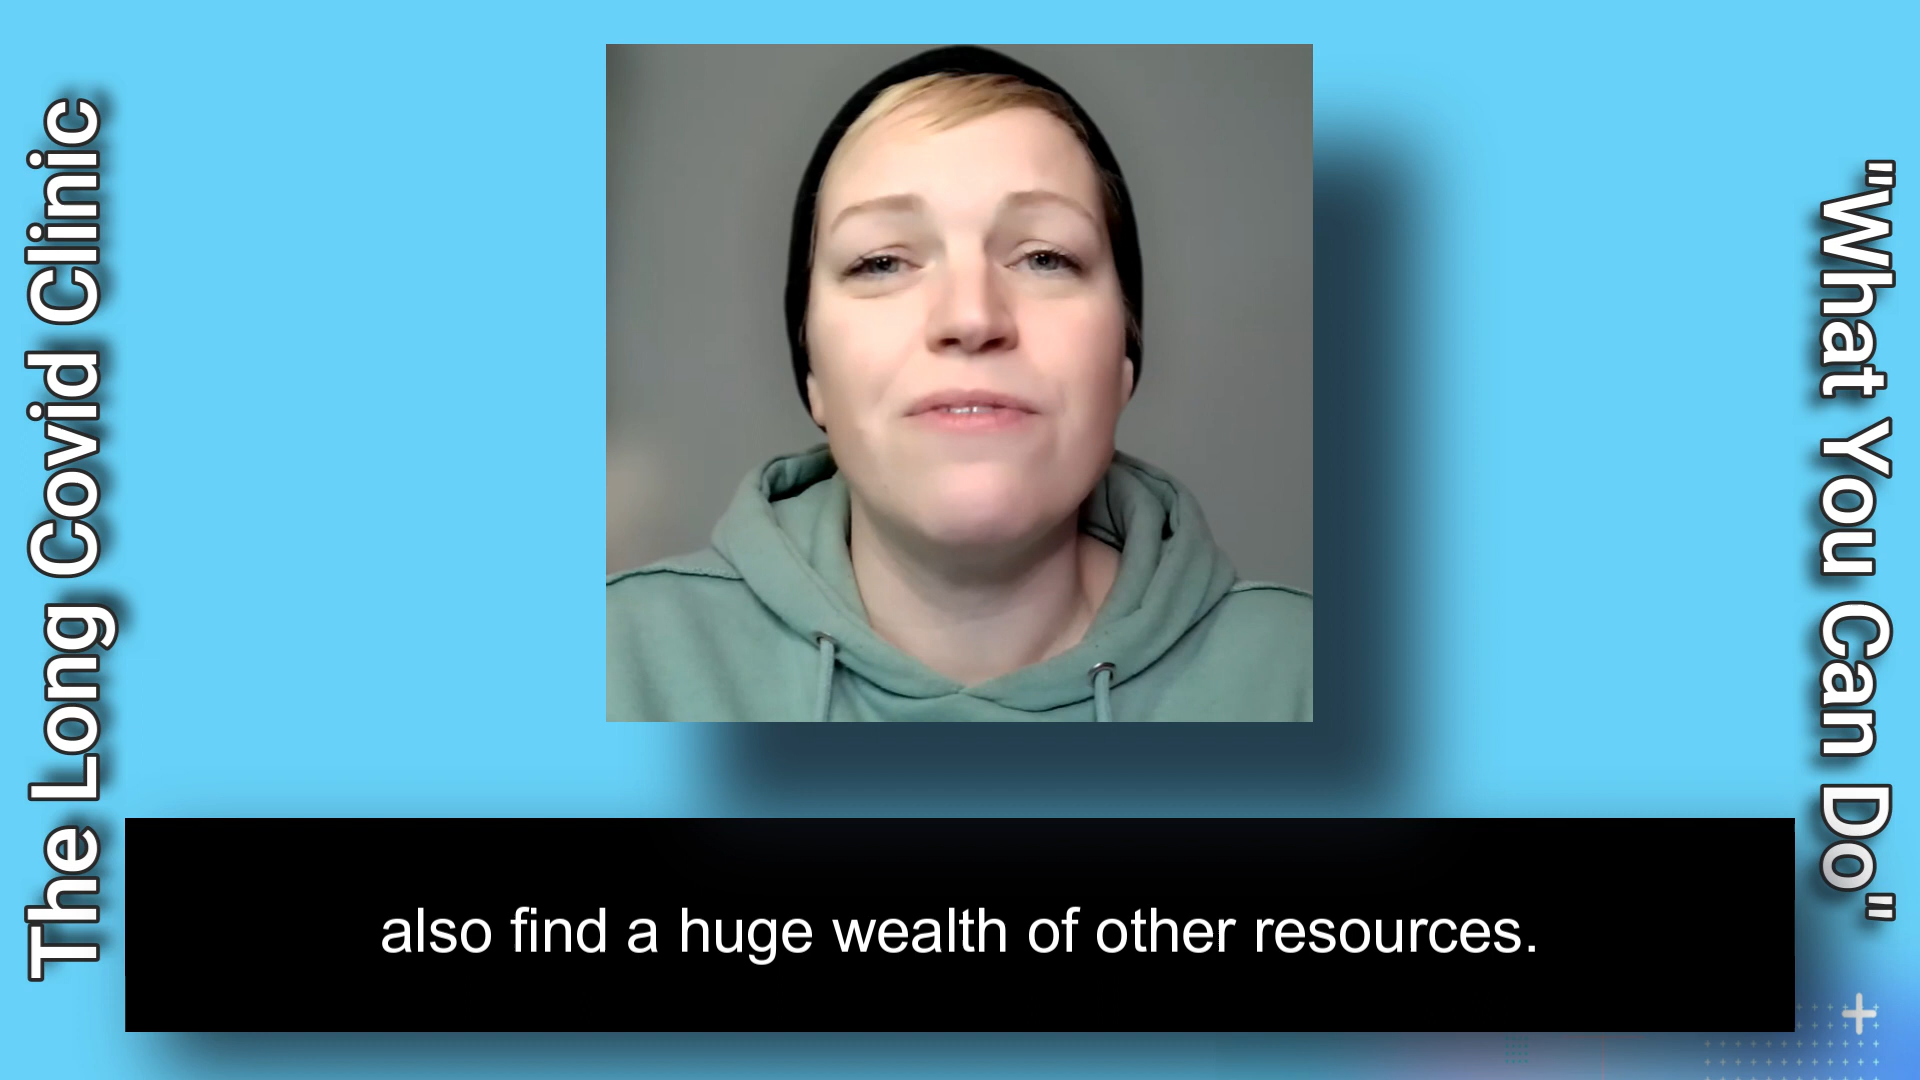 The Long Covid Clinic
"What You Can Do"
also find a huge wealth of other resources.